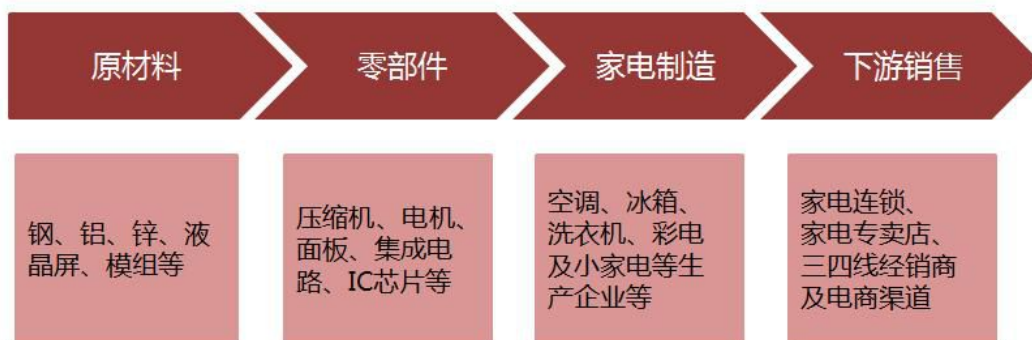 原材料
零部件
家电制造
下游销售
钢、铝、锌、液
晶屏、模组等
压缩机、电机、
面板、集成电
路、IC芯片等
空调、冰箱、
洗衣机、彩电
及小家电等生
产企业等
家电连锁、
家电专卖店、
三四线经销商
及电商渠道